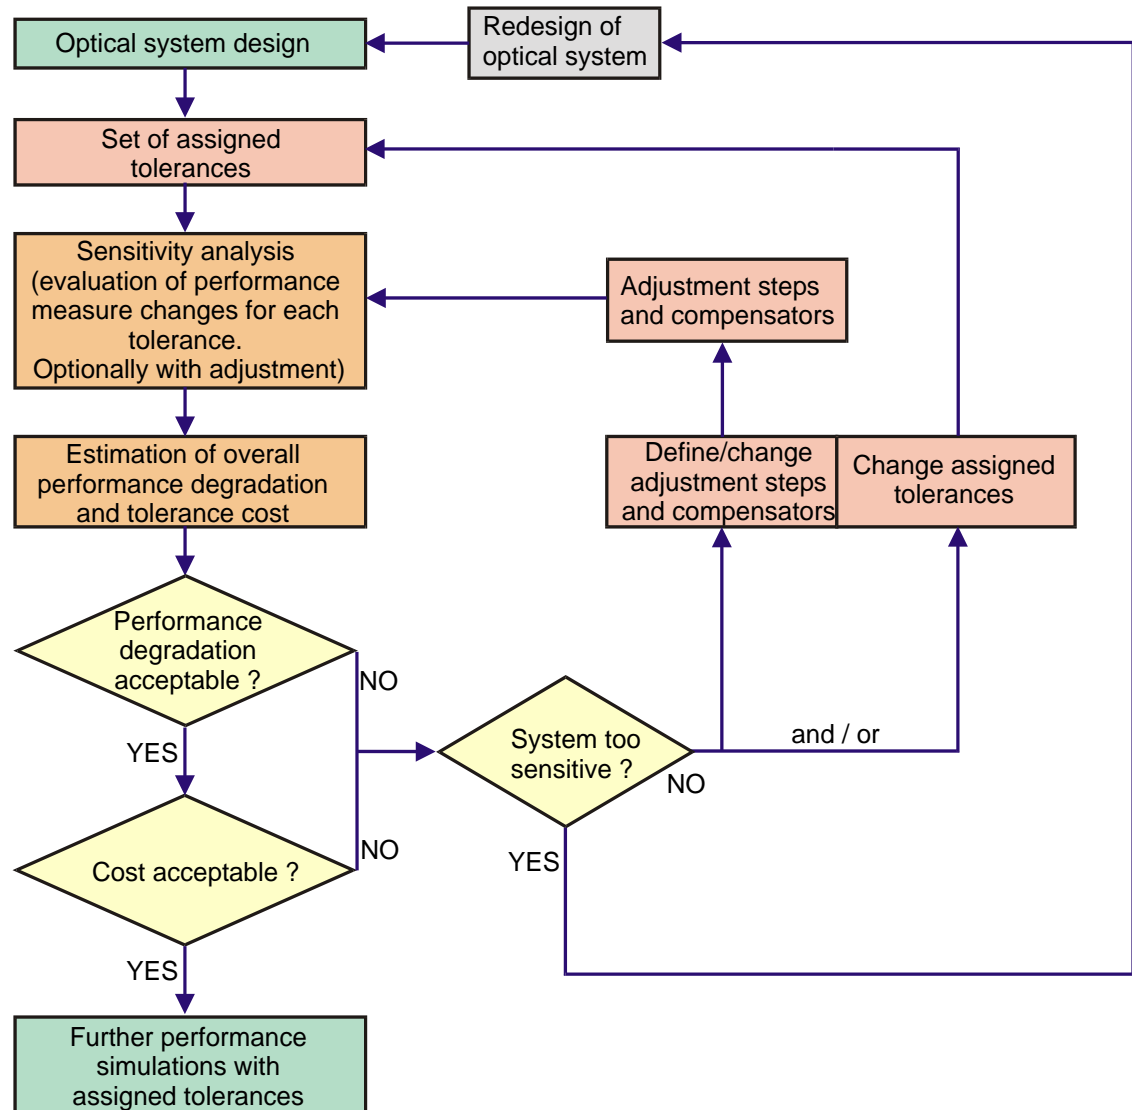 Optical system design
Redesign of
optical system
Set of assigned
tolerances
Sensitivity analysis
(evaluation of performance
measure changes for each
tolerance.
Optionally with adjustment)
Adjustment steps
and compensators
Estimation of overall
performance degradation
and tolerance cost
Define/change
adjustment steps
and compensators
Change assigned
tolerances
Performance
degradation
acceptable ?
NO
YES
System too
sensitive ?
NO
and / or
YES
Cost acceptable ?
NO
YES
Further performance
simulations with
assigned tolerances